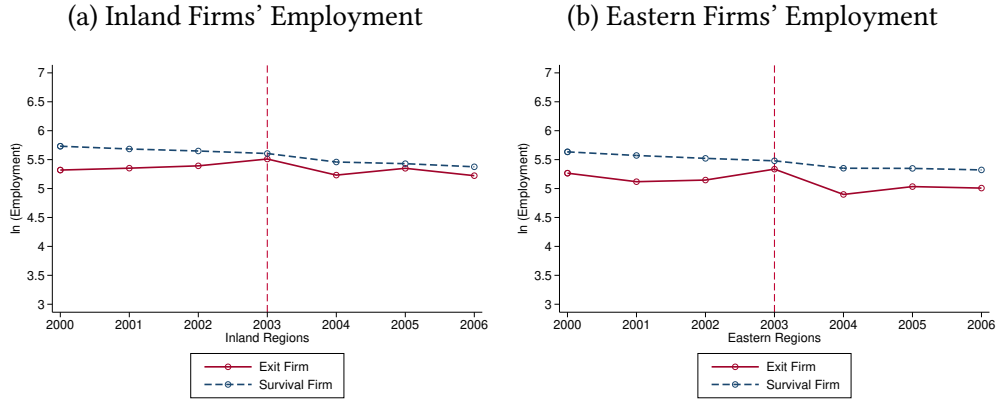 (a) Inland Firms' Employment
7
6.5
6
5.5
5
4.5
4
3.5
3
ln (Employment)
2000 2001 2002 2003 2004 2005 2006
Inland Regions
Exit Firm
Survival Firm
(b) Eastern Firms' Employment
7
6.5
6
5.5
5
4.5
4
3.5
3
ln (Employment)
2000 2001 2002 2003 2004 2005 2006
Eastern Regions
Exit Firm
Survival Firm